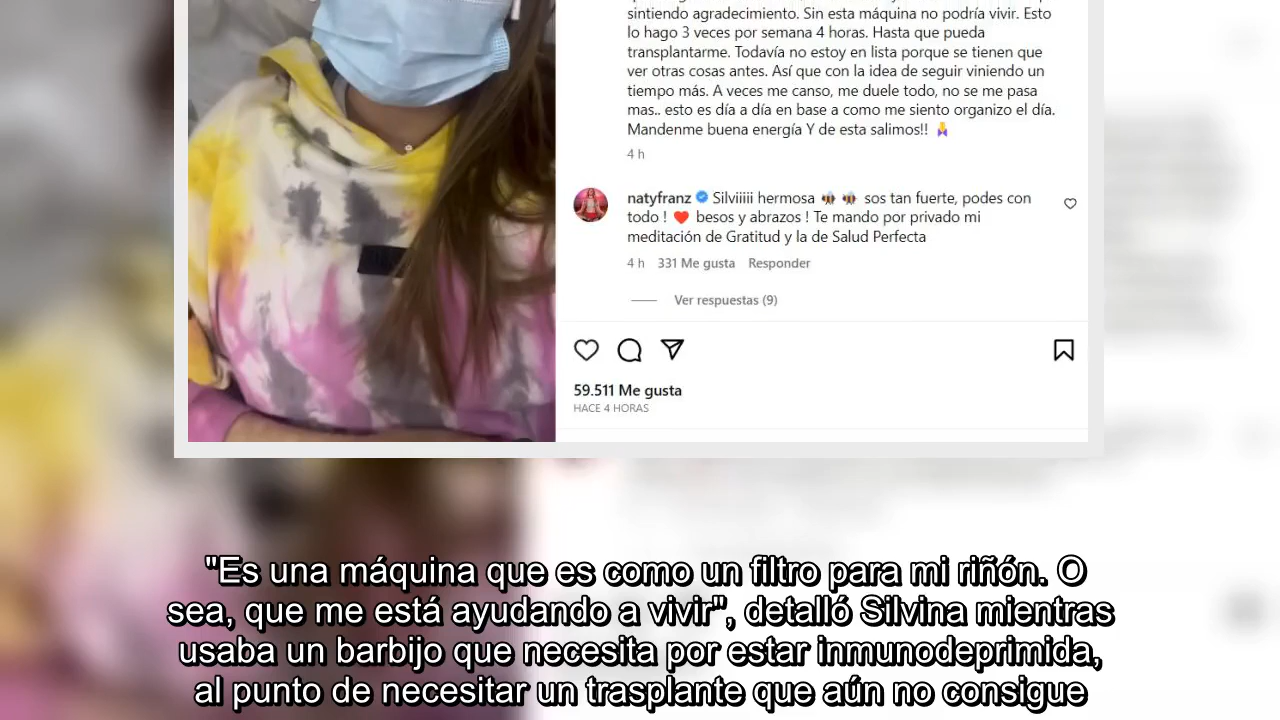 sintiendo agradecimiento. Sin esta máquina no podría vivir. Esto
lo hago 3 veces por semana 4 horas. Hasta que pueda
transplantarme. Todavía no estoy en lista porque se tienen que
ver otras cosas antes. Así que con la idea de seguir viniendo un
tiempo más. A veces me canso, me duele todo, no se me pasa
mas.. esto es día a día en base a como me siento organizo el día.
Mandenme buena energía Y de esta salimos!!
4 h
natyfranz Silviiiii hermosa 🐝 🐝 sos tan fuerte, podes con
todo ! ❤️ besos y abrazos ! Te mando por privado mi
meditación de Gratitud y la de Salud Perfecta
4 h 331 Me gusta Responder
Ver respuestas (9)
59.511 Me gusta
HACE 4 HORAS
"Es una máquina que es como un filtro para mi riñón. O
sea, que me está ayudando a vivir", detalló Silvina mientras
usaba un barbijo que necesita por estar inmunodeprimida,
al punto de necesitar un trasplante que aún no consigue